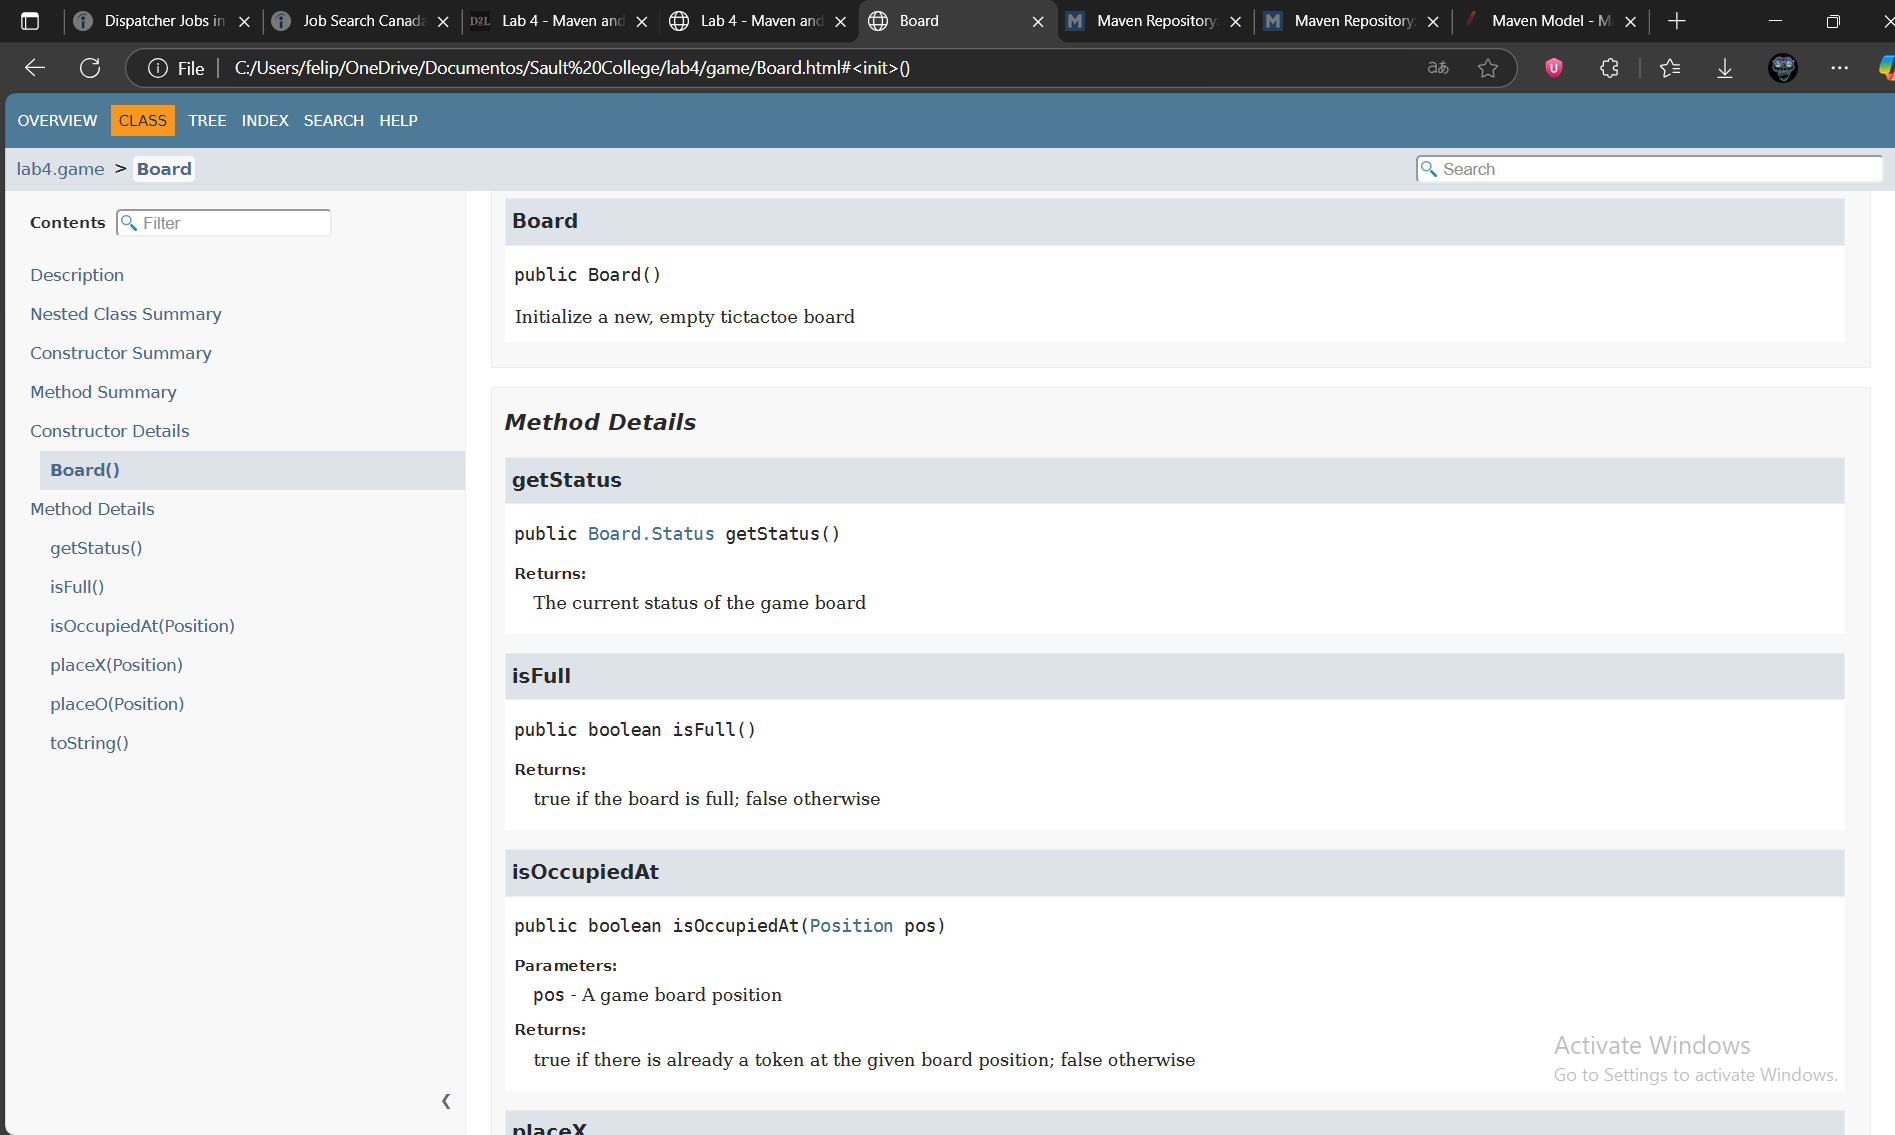 Dispatcher Jobs in
Job Search Canada
D2L Lab 4 - Maven and
Lab 4 - Maven and
Board
Maven Repository:
Maven Repository:
Maven Model - M
File
C:/Users/felip/OneDrive/Documentos/Sault%20College/lab4/game/Board.html#<init>()
OVERVIEW CLASS TREE INDEX SEARCH HELP
lab4.game > Board
Search
Contents
Filter
Description
Nested Class Summary
Constructor Summary
Method Summary
Constructor Details
Board()
Method Details
getStatus()
isFull()
isOccupiedAt(Position)
placeX(Position)
placeO(Position)
toString()
Board
public Board()
Initialize a new, empty tictactoe board
Method Details
getStatus
public Board.Status getStatus()
Returns:
The current status of the game board
isFull
public boolean isFull()
Returns:
true if the board is full; false otherwise
isOccupiedAt
public boolean isOccupiedAt(Position pos)
Parameters:
pos - A game board position
Returns:
true if there is already a token at the given board position; false otherwise
placeX
Activate Windows
Go to Settings to activate Windows.